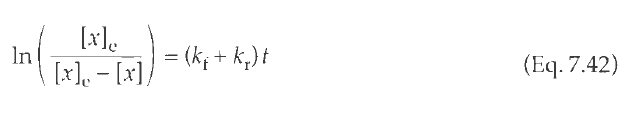 ln ( [x]e / ([x]e − [x]) ) = (kf + kr) t (Eq. 7.42)